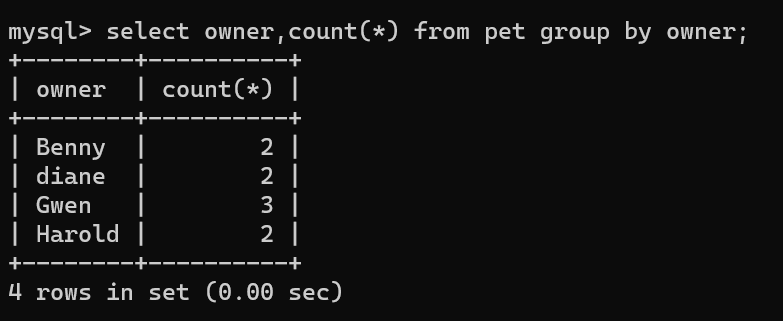 mysql> select owner,count(*) from pet group by owner;
+--------+----------+
| owner  | count(*) |
+--------+----------+
| Benny  |        2 |
| diane  |        2 |
| Gwen   |        3 |
| Harold |        2 |
+--------+----------+
4 rows in set (0.00 sec)